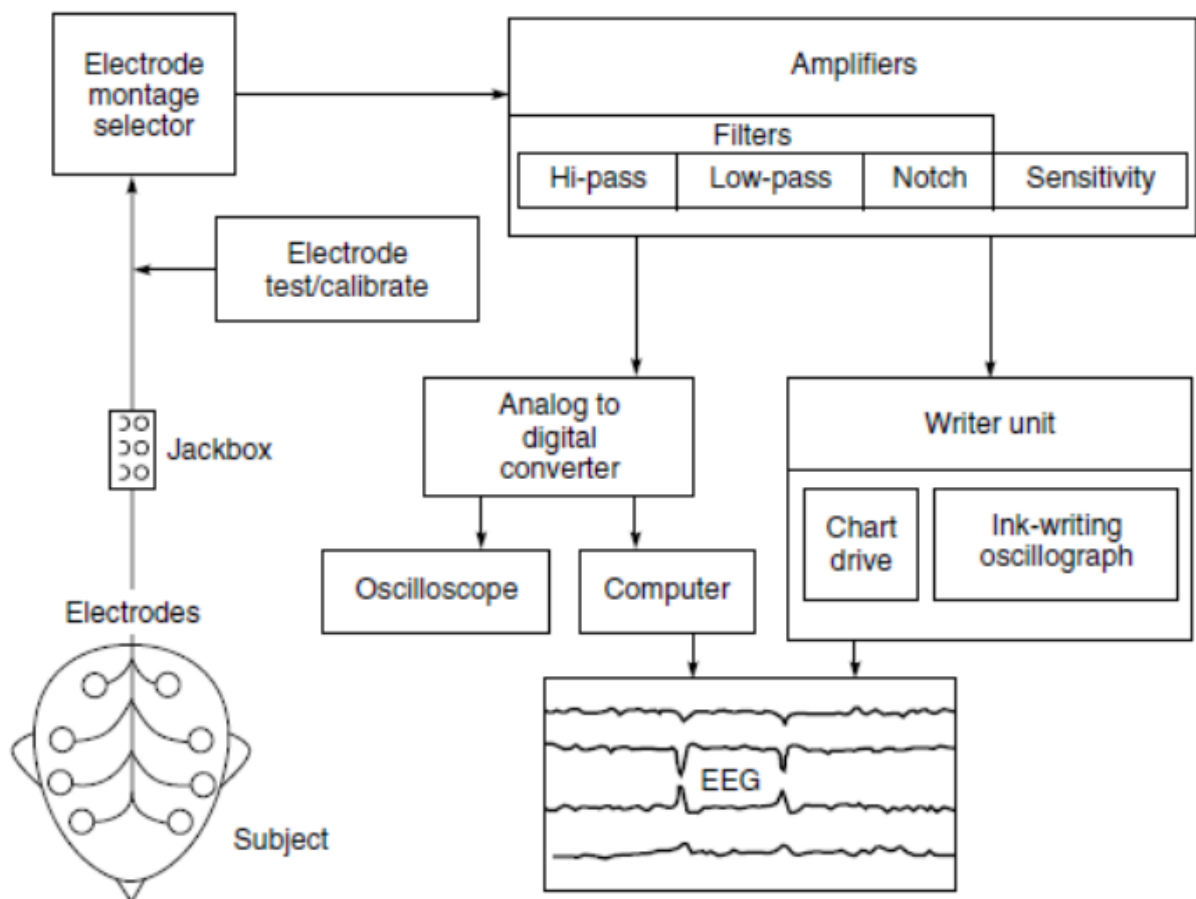 Electrode
montage
selector
Amplifiers
Filters
Hi-pass
Low-pass
Notch
Sensitivity
Electrode
test/calibrate
Jackbox
Analog to
digital
converter
Writer unit
Chart
drive
Ink-writing
oscillograph
Oscilloscope
Computer
Electrodes
EEG
Subject